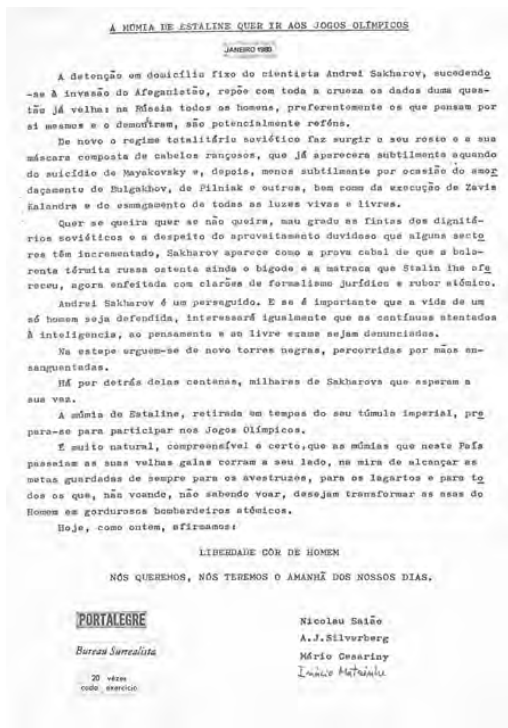 A MÚMIA DE ESTALINE QUER IR AOS JOGOS OLÍMPICOS
JANEIRO 1980
A detenção em domicílio fixo do cientista Andrei Sakharov, sucedendo
-se à invasão do Afeganistão, repõe com toda a crueza os dados duma ques-
tão já velha: na Rússia todos os homens, preferentemente os que pensam por
si mesmos e o demonstram, são potencialmente reféns.
De novo o regime totalitário soviético faz surgir o seu rosto e a sua
máscara composta de cabelos rançosos, que já aparecera subtilmente aquando
do suicídio de Mayakovsky e, depois, menos subtilmente por ocasião do amor
daçamento de Bulgakhov, de Pilniak e outros, bem como da execução de Zavis
Kalandra e do esmagamento de todas as luzes vivas e livres.
Quer se queira quer se não queira, mau grado as fintas dos dignitá-
rios soviéticos e a despeito do aproveitamento duvidoso que alguns secto
res têm incrementado, Sakharov aparece como a prova cabal de que a bolo-
renta térmita russa ostenta ainda o bigode e a matraca que Stalin lhe ofe
receu, agora enfeitada com clarões de formalismo jurídico e rubor atómico.
Andrei Sakharov é um perseguido. E se é importante que a vida de um
só homem seja defendida, interessará igualmente que as contínuas atentados
à inteligencia, ao pensamento e ao livre exame sejam denunciadas.
Na estepe erguem-se de novo torres negras, percorridas por mãos en-
sanguentadas.
Há por detrás delas centenas, milhares de Sakharovs que esperam a
sua vez.
A múmia de Estaline, retirada em tempos do seu túmulo imperial, pre
para-se para participar nos Jogos Olímpicos.
É muito natural, compreensível e certo,que as múmias que neste País
passeiam as suas velhas galas corram a seu lado, na mira de alcançar as
metas guardadas de sempre para os avestruzes, para os lagartos e para to
dos os que, não voando, não sabendo voar, desejam transformar as asas do
Homem em gordurosos bombardeiros atómicos.
Hoje, como ontem, afirmamos:
LIBERDADE COR DE HOMEM
NÓS QUEREMOS, NÓS TEREMOS O AMANHÃ DOS NOSSOS DIAS.
PORTALEGRE
Bureau Surrealista
20 vêzes
cada exercício
Nicolau Saião
A.J.Silverberg
Mário Cesariny